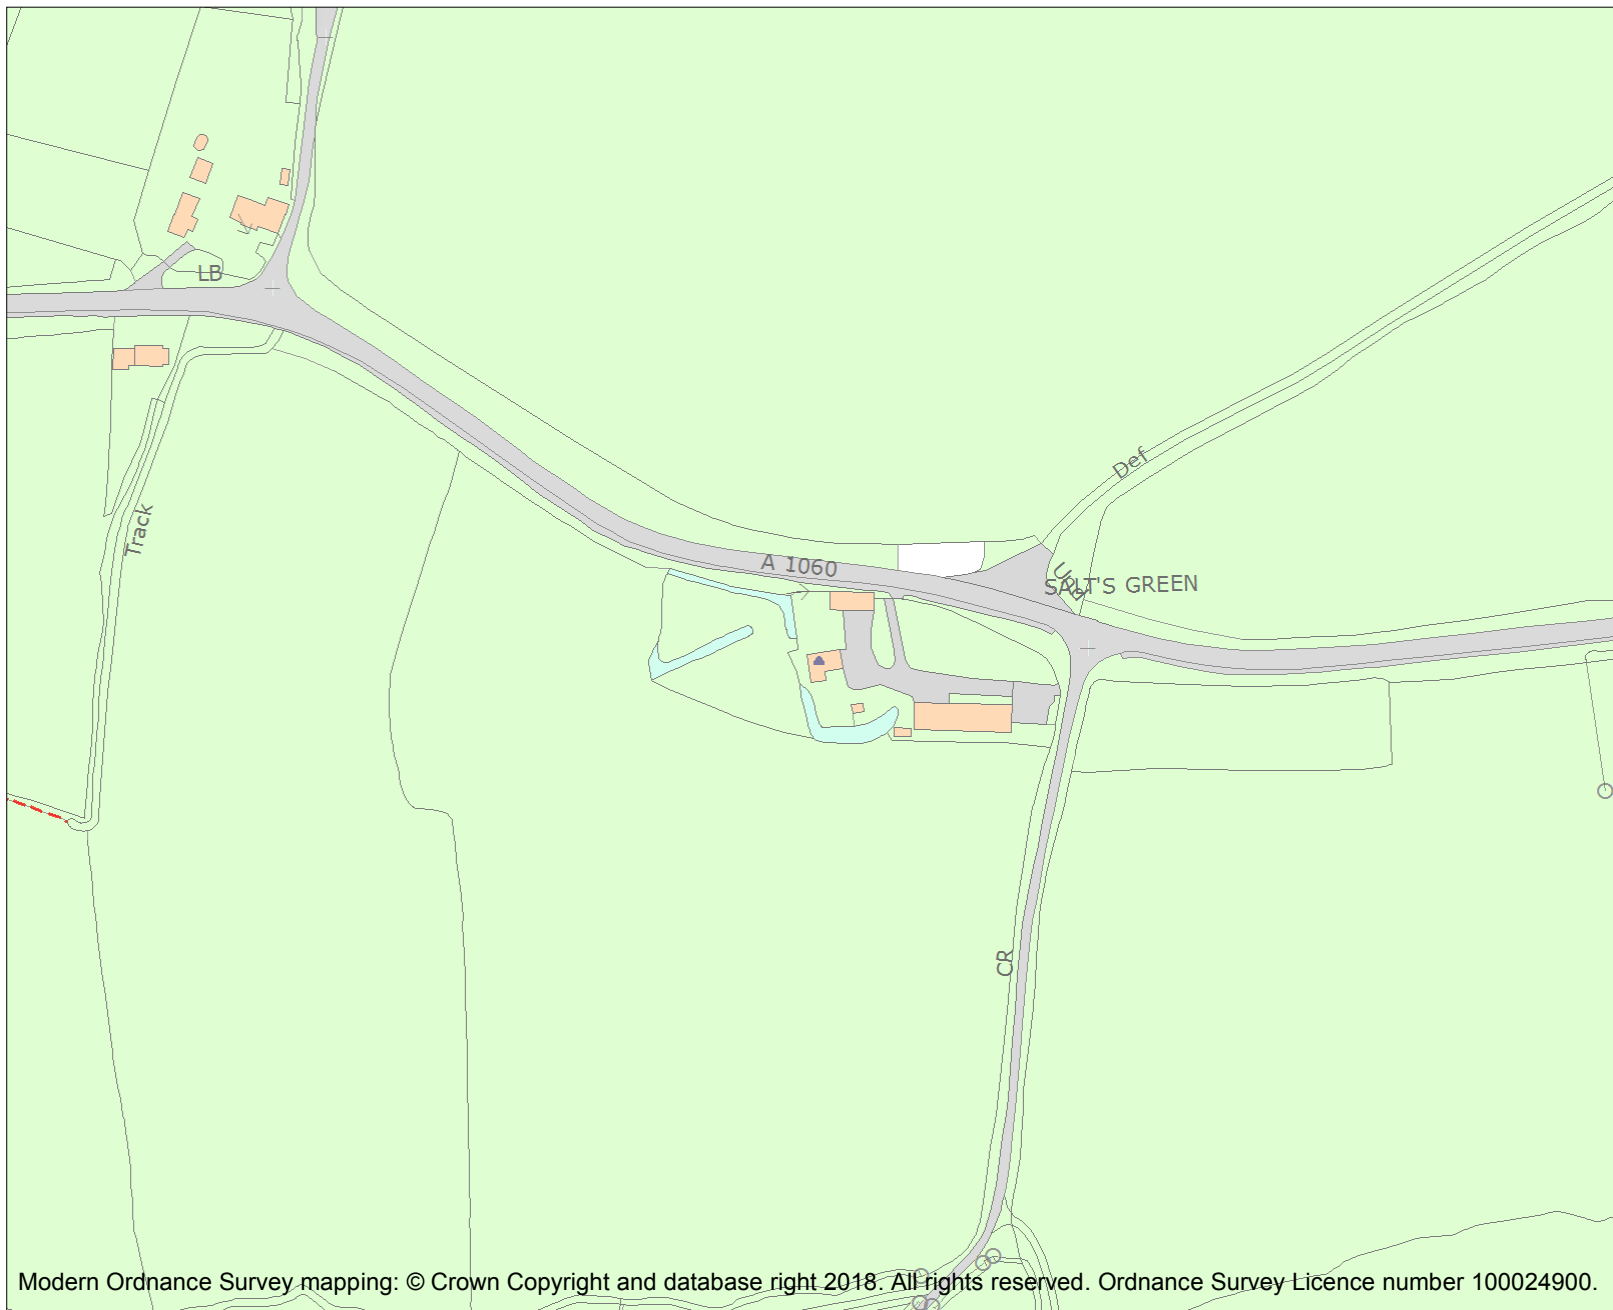 LB
Def
Track
A 1060
Und
SALT'S GREEN
CR
Modern Ordnance Survey mapping: © Crown Copyright and database right 2018. All rights reserved. Ordnance Survey Licence number 100024900.